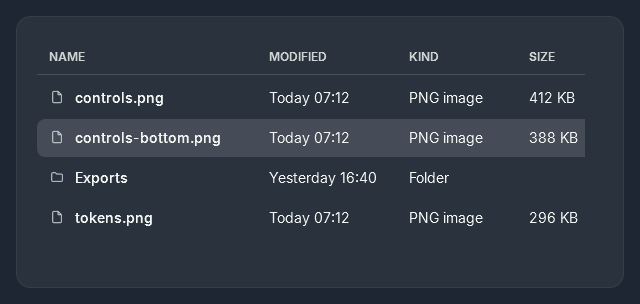 NAME MODIFIED KIND SIZE
controls.png Today 07:12 PNG image 412 KB
controls-bottom.png Today 07:12 PNG image 388 KB
Exports Yesterday 16:40 Folder
tokens.png Today 07:12 PNG image 296 KB